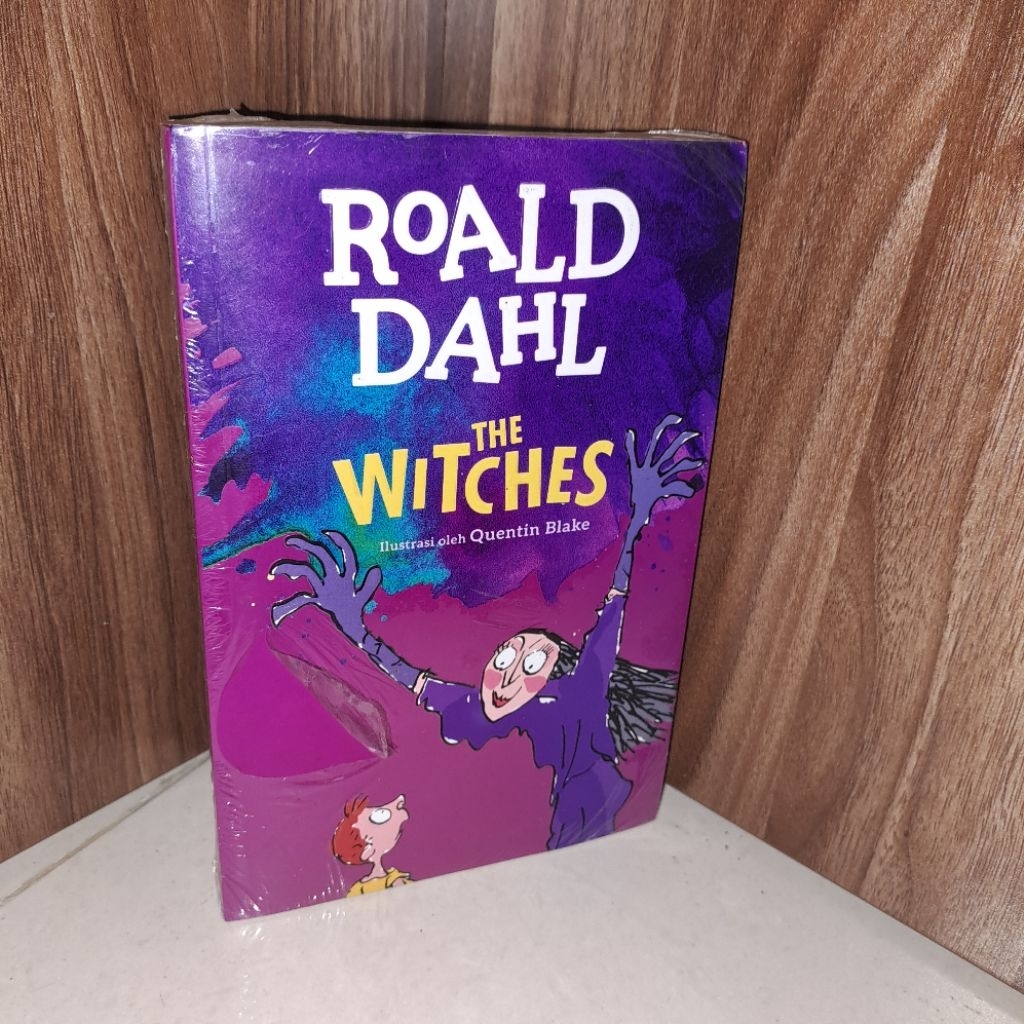 ROALD
DAHL
THE
WiTCHES
Ilustrasi oleh Quentin Blake